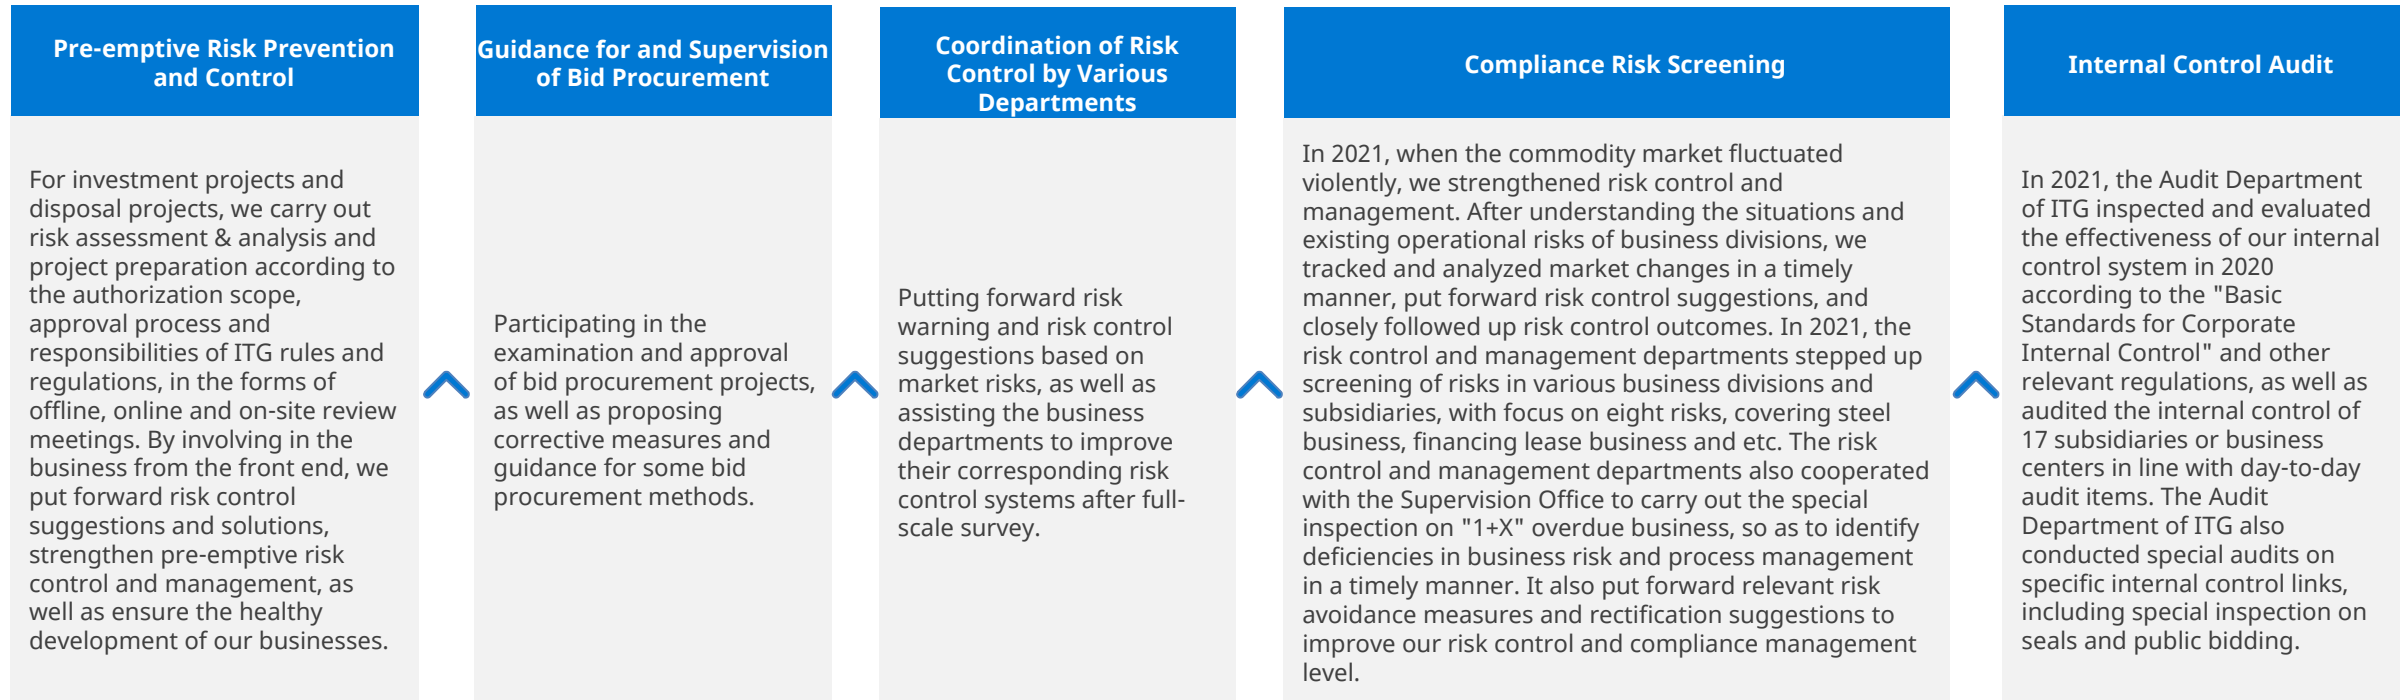 Pre-emptive Risk Prevention
and Control
For investment projects and
disposal projects, we carry out
risk assessment & analysis and
project preparation according to
the authorization scope,
approval process and
responsibilities of ITG rules and
regulations, in the forms of
offline, online and on-site review
meetings. By involving in the
business from the front end, we
put forward risk control
suggestions and solutions,
strengthen pre-emptive risk
control and management, as
well as ensure the healthy
development of our businesses.
Guidance for and Supervision
of Bid Procurement
Participating in the
examination and approval
of bid procurement projects,
as well as proposing
corrective measures and
guidance for some bid
procurement methods.
Coordination of Risk
Control by Various
Departments
Putting forward risk
warning and risk control
suggestions based on
market risks, as well as
assisting the business
departments to improve
their corresponding risk
control systems after full-
scale survey.
Compliance Risk Screening
In 2021, when the commodity market fluctuated
violently, we strengthened risk control and
management. After understanding the situations and
existing operational risks of business divisions, we
tracked and analyzed market changes in a timely
manner, put forward risk control suggestions, and
closely followed up risk control outcomes. In 2021, the
risk control and management departments stepped up
screening of risks in various business divisions and
subsidiaries, with focus on eight risks, covering steel
business, financing lease business and etc. The risk
control and management departments also cooperated
with the Supervision Office to carry out the special
inspection on "1+X" overdue business, so as to identify
deficiencies in business risk and process management
in a timely manner. It also put forward relevant risk
avoidance measures and rectification suggestions to
improve our risk control and compliance management
level.
Internal Control Audit
In 2021, the Audit Department
of ITG inspected and evaluated
the effectiveness of our internal
control system in 2020
according to the "Basic
Standards for Corporate
Internal Control" and other
relevant regulations, as well as
audited the internal control of
17 subsidiaries or business
centers in line with day-to-day
audit items. The Audit
Department of ITG also
conducted special audits on
specific internal control links,
including special inspection on
seals and public bidding.